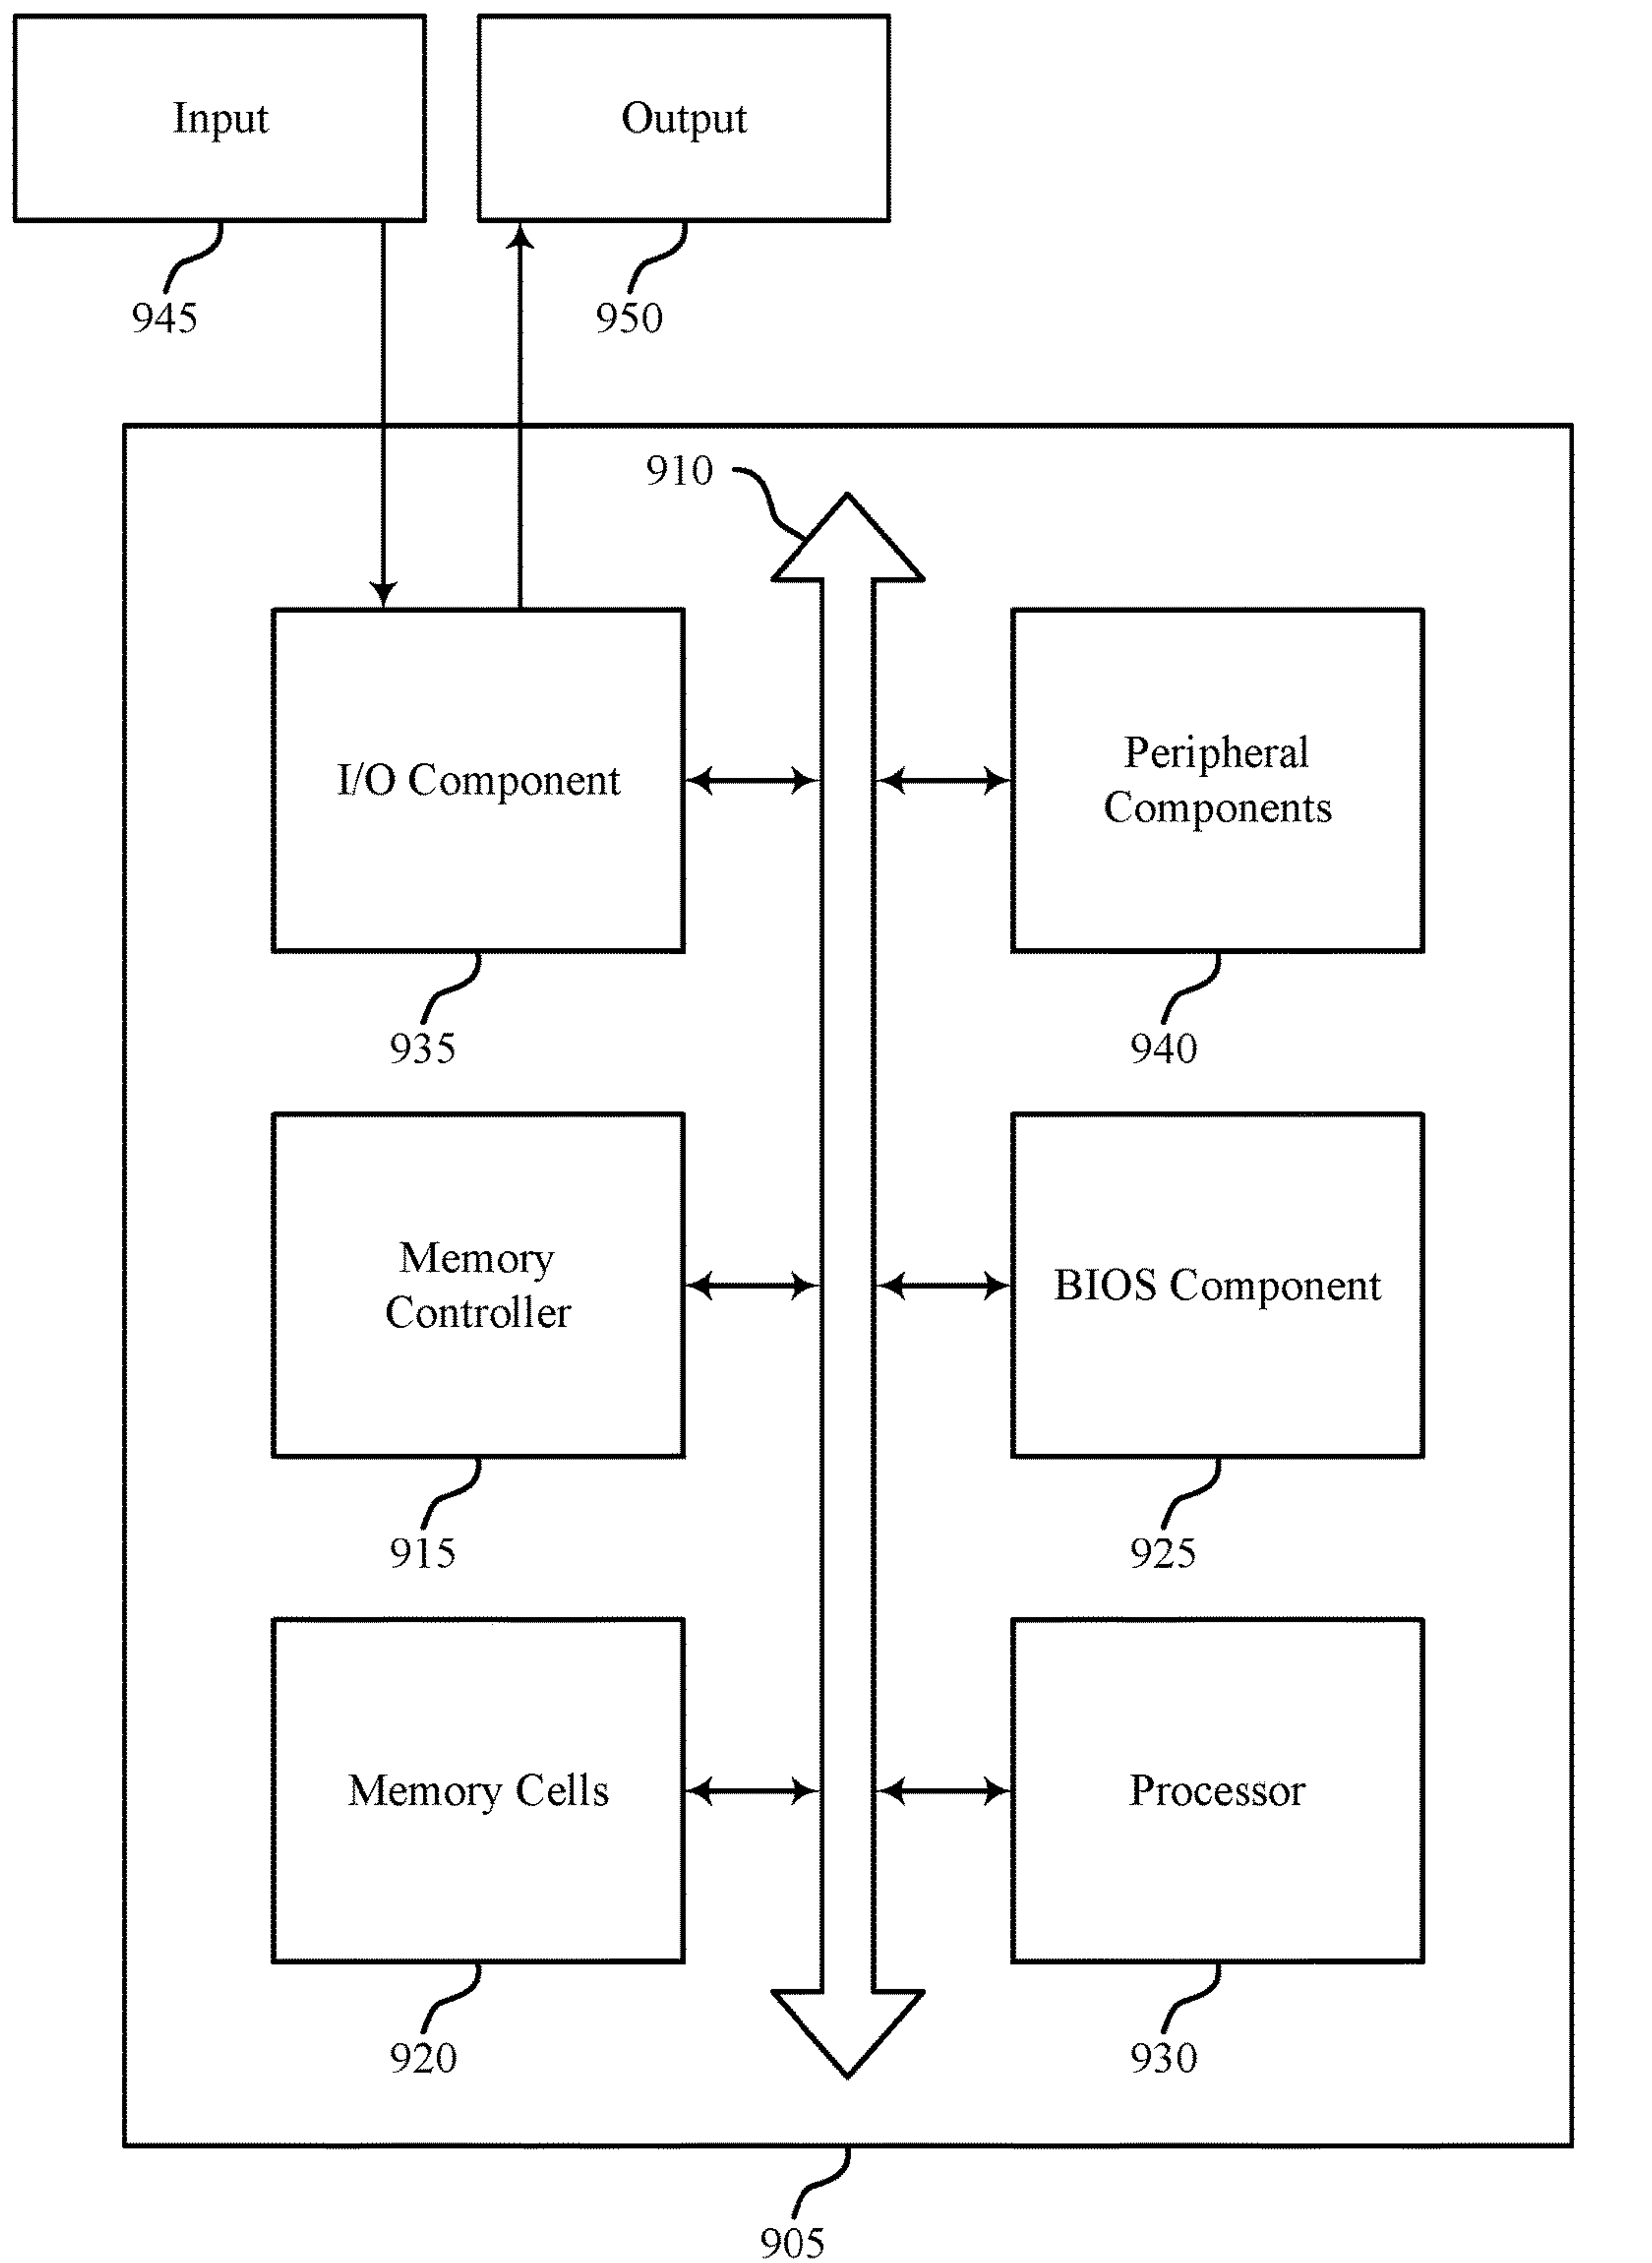 Input
Output
945
950
910
I/O Component
Peripheral
Components
935
940
Memory
Controller
BIOS Component
915
925
Memory Cells
Processor
920
930
905